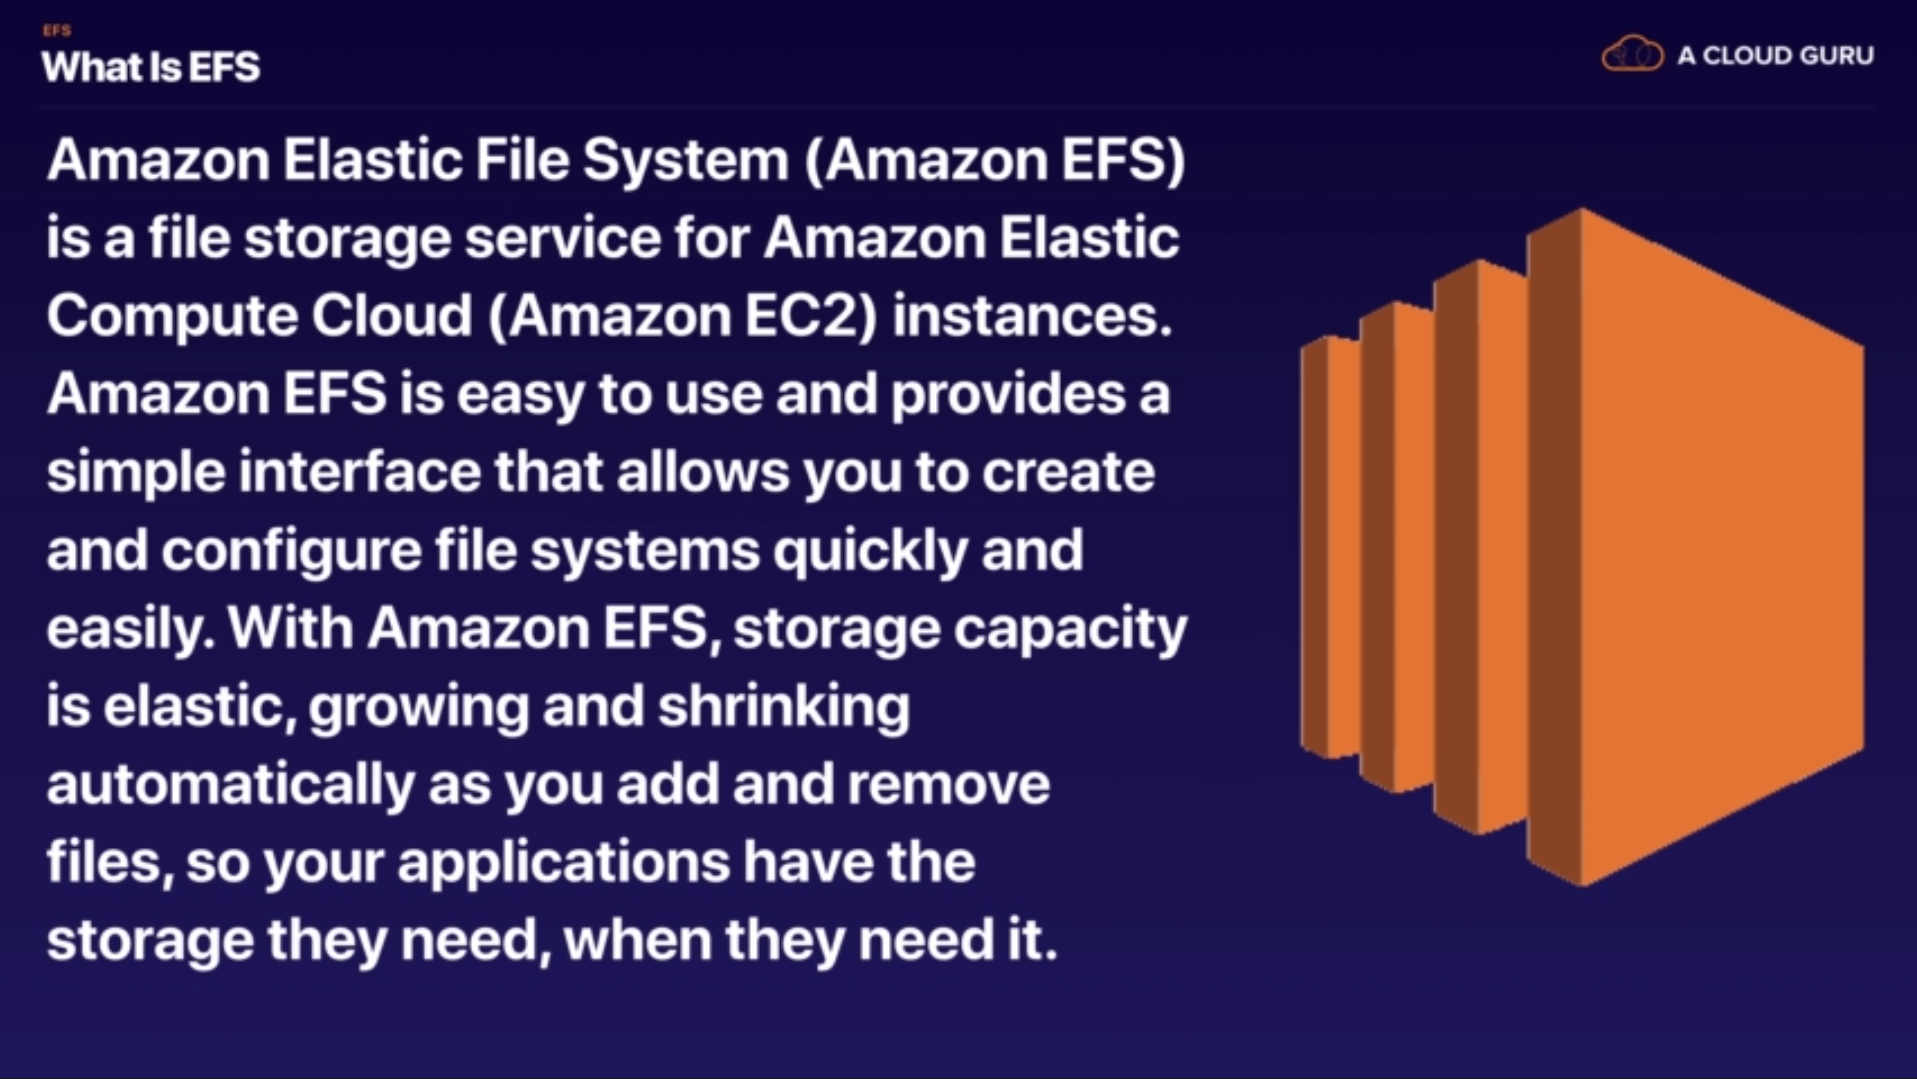 EFS
What Is EFS
A CLOUD GURU
Amazon Elastic File System (Amazon EFS)
is a file storage service for Amazon Elastic
Compute Cloud (Amazon EC2) instances.
Amazon EFS is easy to use and provides a
simple interface that allows you to create
and configure file systems quickly and
easily. With Amazon EFS, storage capacity
is elastic, growing and shrinking
automatically as you add and remove
files, so your applications have the
storage they need, when they need it.